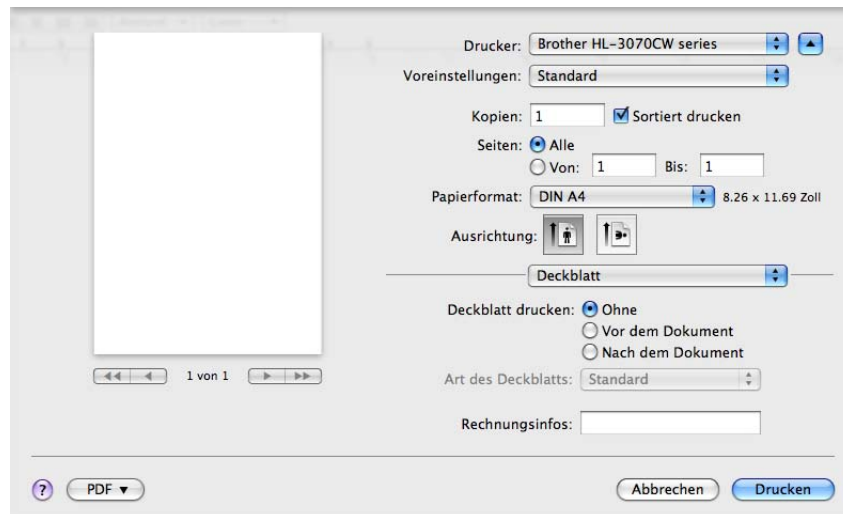 Drucker: Brother HL-3070CW series
Voreinstellungen: Standard
Kopien: 1 Sortiert drucken
Seiten: Alle
Von: 1 Bis: 1
Papierformat: DIN A4 8.26 x 11.69 Zoll
Ausrichtung:
Deckblatt
Deckblatt drucken: Ohne
Vor dem Dokument
Nach dem Dokument
1 von 1
Art des Deckblatts: Standard
Rechnungsinfos:
? PDF ▼ Abbrechen Drucken